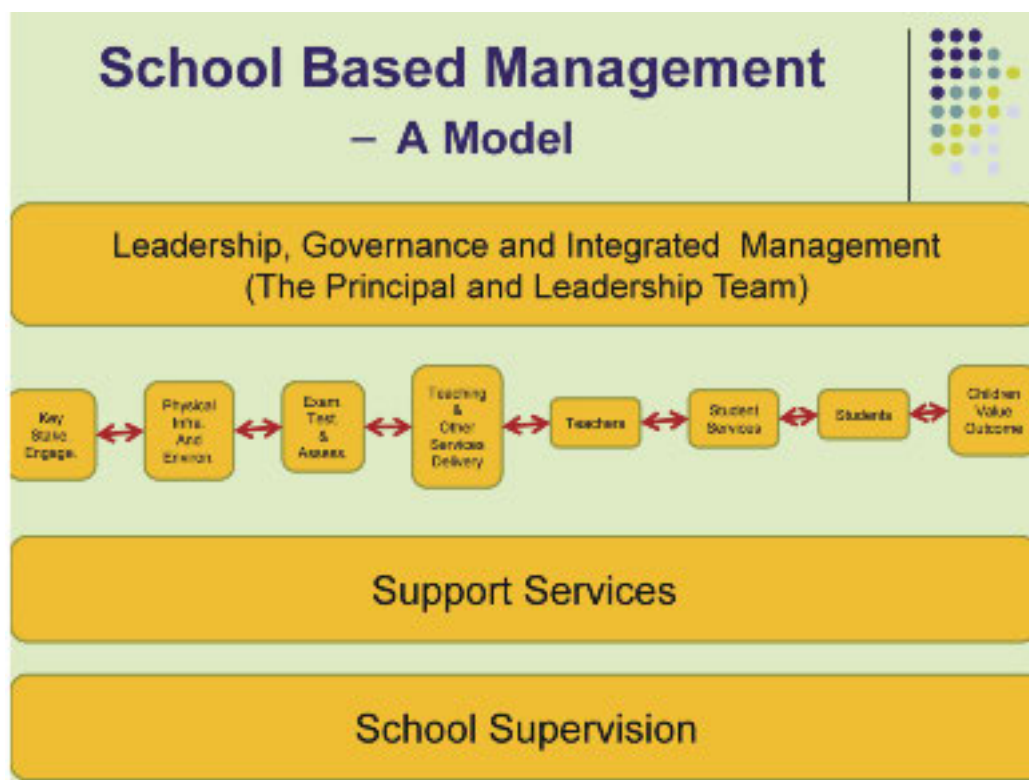 School Based Management
– A Model
Leadership, Governance and Integrated Management
(The Principal and Leadership Team)
Key
Stake.
Engage.
Physical
Infra.
And
Environ.
Exam.
Test.
&
Assess.
Teaching
&
Other
Services
Delivery
Teachers
Student
Services
Students
Children
Value
Outcome
Support Services
School Supervision